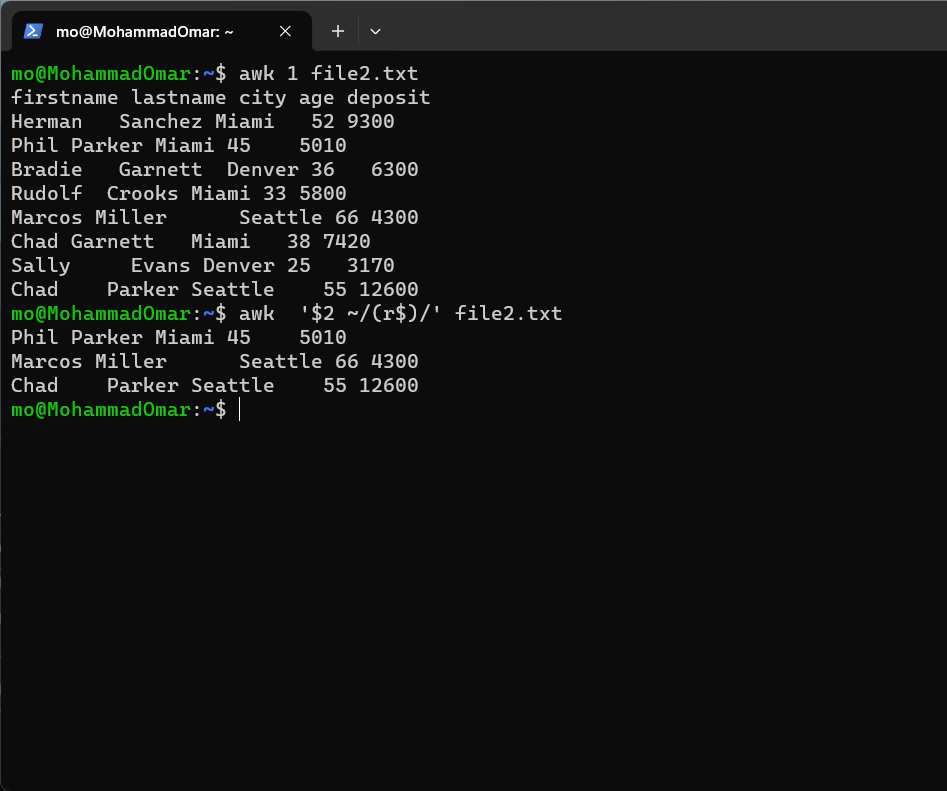 mo@MohammadOmar: ~
mo@MohammadOmar:~$ awk 1 file2.txt
firstname lastname city age deposit
Herman   Sanchez Miami   52 9300
Phil Parker Miami 45    5010
Bradie   Garnett  Denver 36   6300
Rudolf  Crooks Miami 33 5800
Marcos Miller      Seattle 66 4300
Chad Garnett   Miami   38 7420
Sally     Evans Denver 25   3170
Chad    Parker Seattle    55 12600
mo@MohammadOmar:~$ awk  '$2 ~/(r$)/' file2.txt
Phil Parker Miami 45    5010
Marcos Miller      Seattle 66 4300
Chad    Parker Seattle    55 12600
mo@MohammadOmar:~$